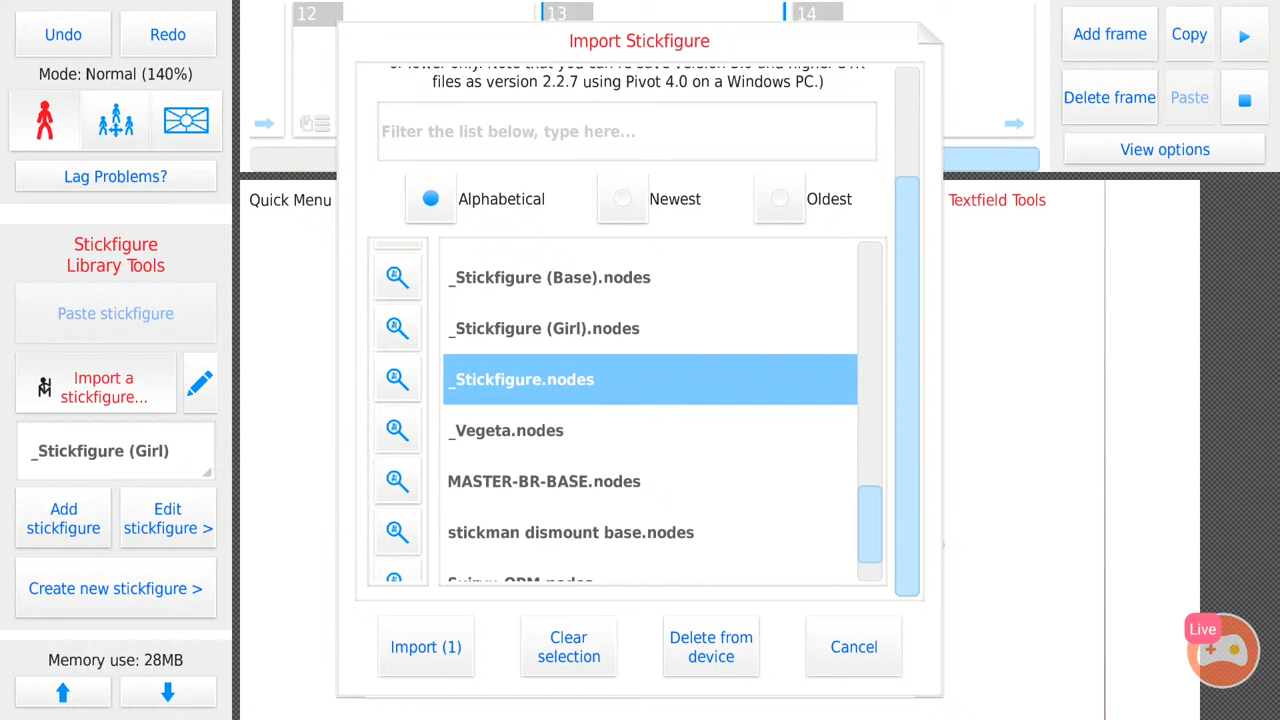 Undo
Redo
Mode: Normal (140%)
Lag Problems?
Stickfigure
Library Tools
Paste stickfigure
Import a
stickfigure...
_Stickfigure (Girl)
Add
stickfigure
Edit
stickfigure >
Create new stickfigure >
Memory use: 28MB
12
13
14
Quick Menu
Import Stickfigure
files as version 2.2.7 using Pivot 4.0 on a Windows PC.)
Filter the list below, type here...
Alphabetical
Newest
Oldest
_Stickfigure (Base).nodes
_Stickfigure (Girl).nodes
_Stickfigure.nodes
_Vegeta.nodes
MASTER-BR-BASE.nodes
stickman dismount base.nodes
Import (1)
Clear
selection
Delete from
device
Cancel
Add frame
Copy
Delete frame
Paste
View options
Textfield Tools
Live